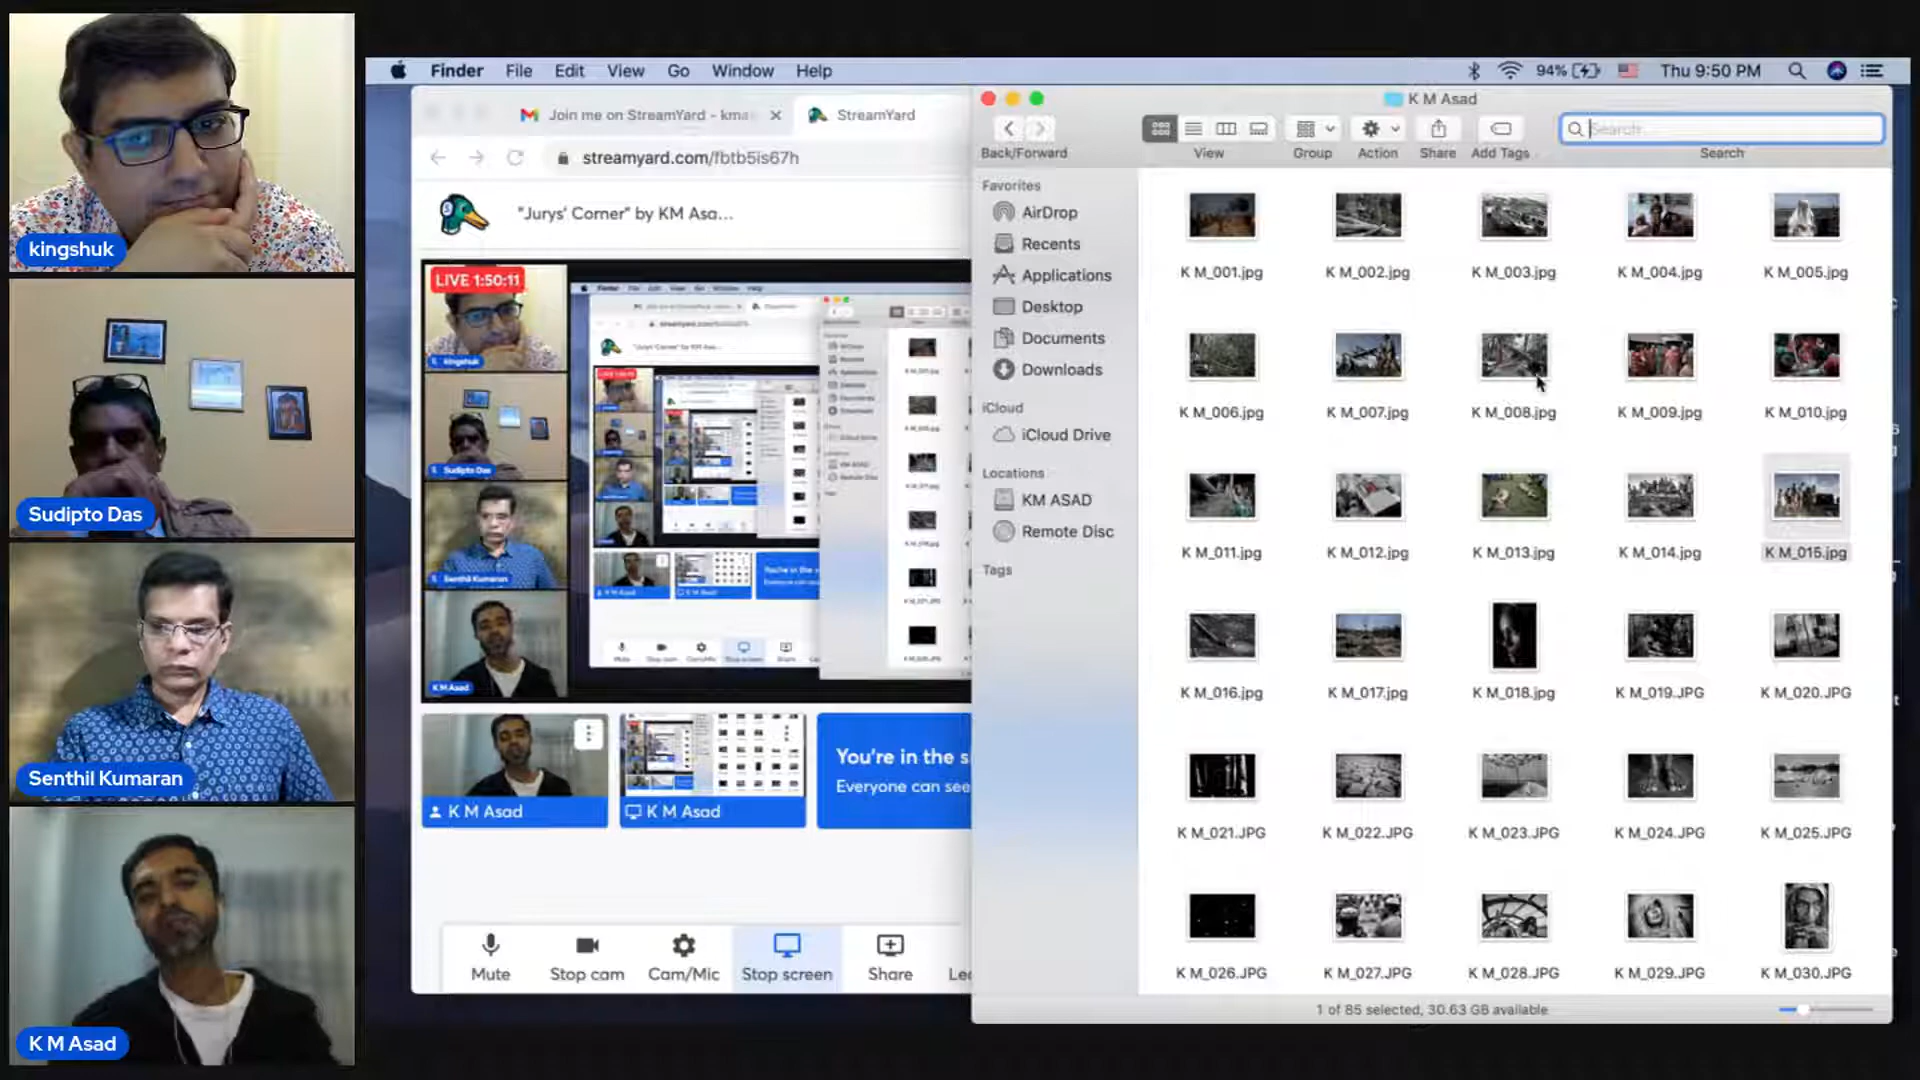 kingshuk
Sudipto Das
Senthil Kumaran
K M Asad
Finder File Edit View Go Window Help
94% Thu 9:50 PM
Join me on StreamYard - kma
StreamYard
streamyard.com/fbtb5is67h
"Jurys' Corner" by KM Asa...
LIVE 1:50:11
kingshuk
Sudipto Das
Senthil Kumaran
K M Asad
K M Asad
K M Asad
You're in the s
Everyone can see
Mute Stop cam Cam/Mic Stop screen Share
K M Asad
Search
Back/Forward View Group Action Share Add Tags Search
Favorites
AirDrop
Recents
Applications
Desktop
Documents
Downloads
iCloud
iCloud Drive
Locations
KM ASAD
Remote Disc
Tags
K M_001.jpg K M_002.jpg K M_003.jpg K M_004.jpg K M_005.jpg
K M_006.jpg K M_007.jpg K M_008.jpg K M_009.jpg K M_010.jpg
K M_011.jpg K M_012.jpg K M_013.jpg K M_014.jpg K M_015.jpg
K M_016.jpg K M_017.jpg K M_018.jpg K M_019.JPG K M_020.JPG
K M_021.JPG K M_022.JPG K M_023.JPG K M_024.JPG K M_025.JPG
K M_026.JPG K M_027.JPG K M_028.JPG K M_029.JPG K M_030.JPG
1 of 85 selected, 30.63 GB available